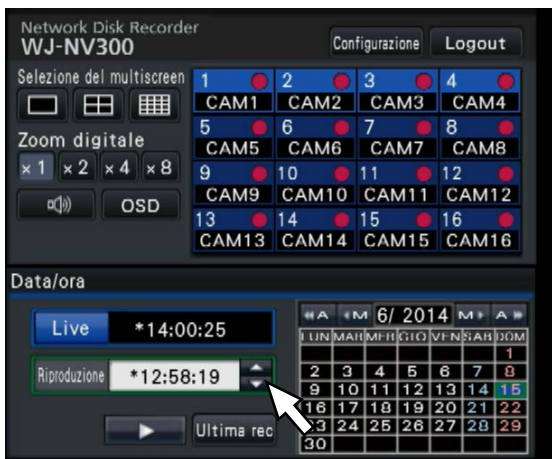 Network Disk Recorder
WJ-NV300
Configurazione Logout
Selezione del multiscreen
Zoom digitale
×1 ×2 ×4 ×8
OSD
1 2 3 4
CAM1 CAM2 CAM3 CAM4
5 6 7 8
CAM5 CAM6 CAM7 CAM8
9 10 11 12
CAM9 CAM10 CAM11 CAM12
13 14 15 16
CAM13 CAM14 CAM15 CAM16
Data/ora
Live *14:00:25
Riproduzione *12:58:19
Ultima rec
A M 6/ 2014 M A
LUN MAR MER GIO VEN SAB DOM
1
2 3 4 5 6 7 8
9 10 11 12 13 14 15
16 17 18 19 20 21 22
24 25 26 27 28 29
30